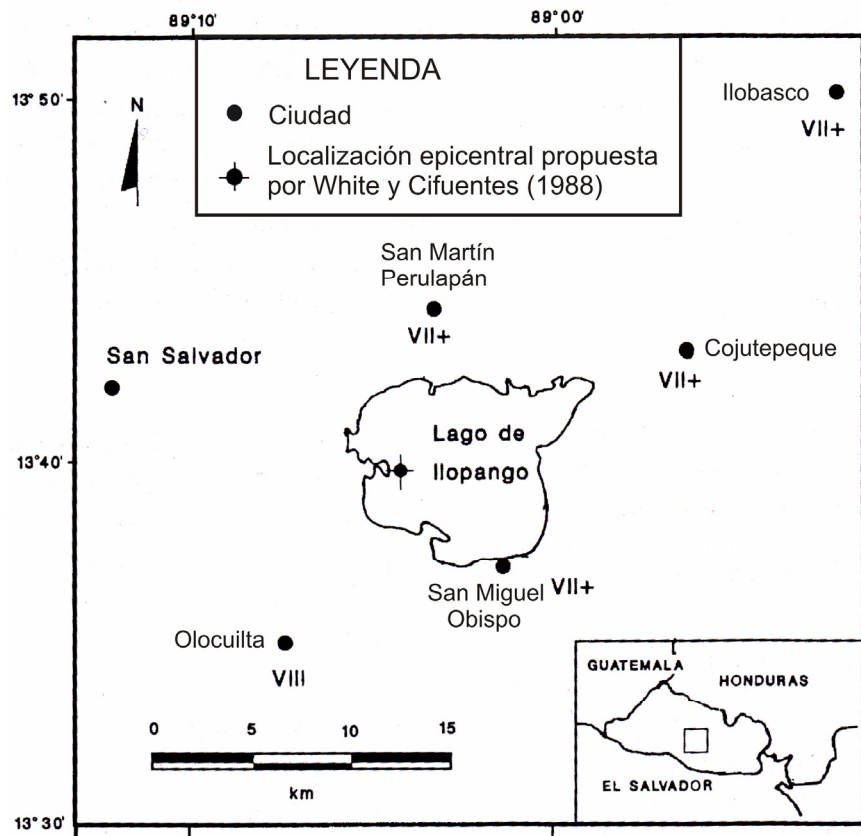 89°10'
89°00'
LEYENDA
Ciudad
Localización epicentral propuesta
por White y Cifuentes (1988)
13° 50'
N
Ilobasco
VII+
San Martín
Perulapán
VII+
San Salvador
Cojutepeque
VII+
Lago de
Ilopango
13°40'
San Miguel
Obispo
VII+
Olocuilta
VIII
GUATEMALA
HONDURAS
EL SALVADOR
0 5 10 15
km
13° 30'